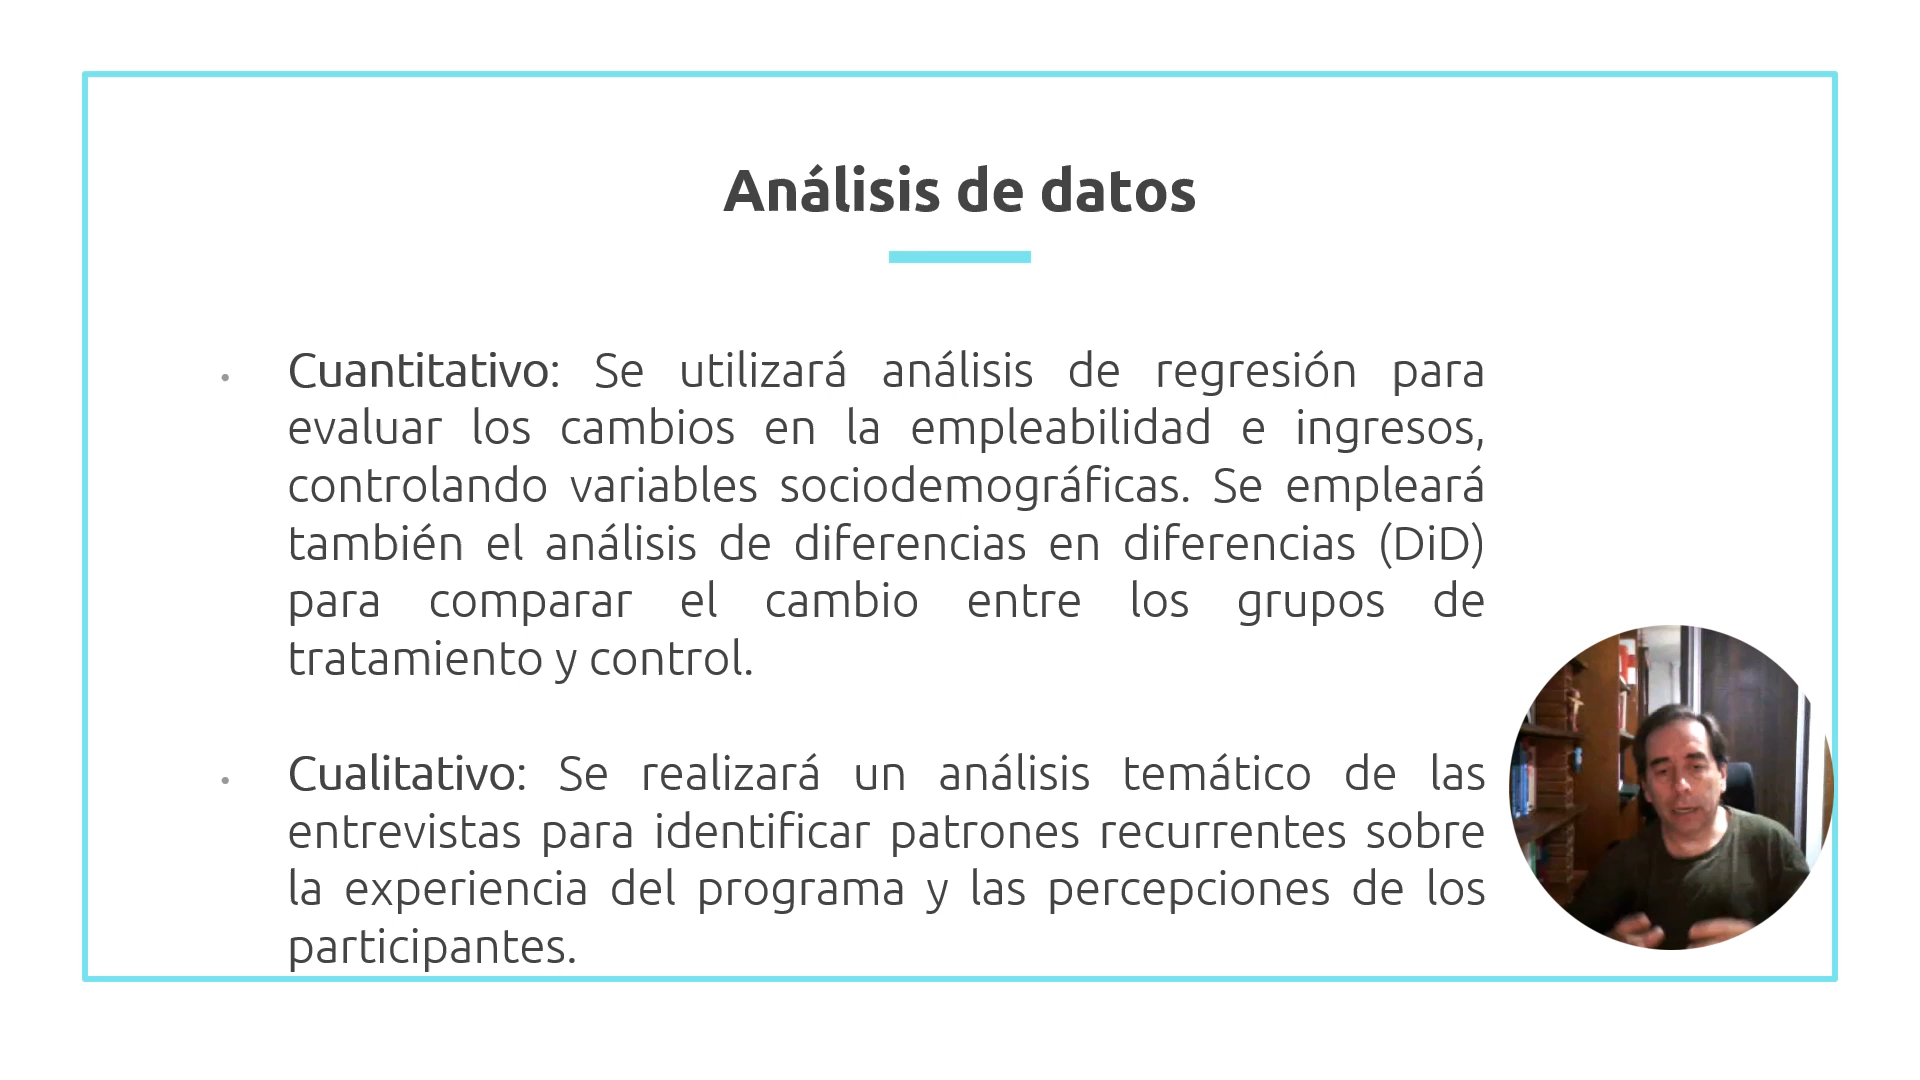 Análisis de datos
• Cuantitativo: Se utilizará análisis de regresión para
evaluar los cambios en la empleabilidad e ingresos,
controlando variables sociodemográficas. Se empleará
también el análisis de diferencias en diferencias (DiD)
para comparar el cambio entre los grupos de
tratamiento y control.
• Cualitativo: Se realizará un análisis temático de las
entrevistas para identificar patrones recurrentes sobre
la experiencia del programa y las percepciones de los
participantes.